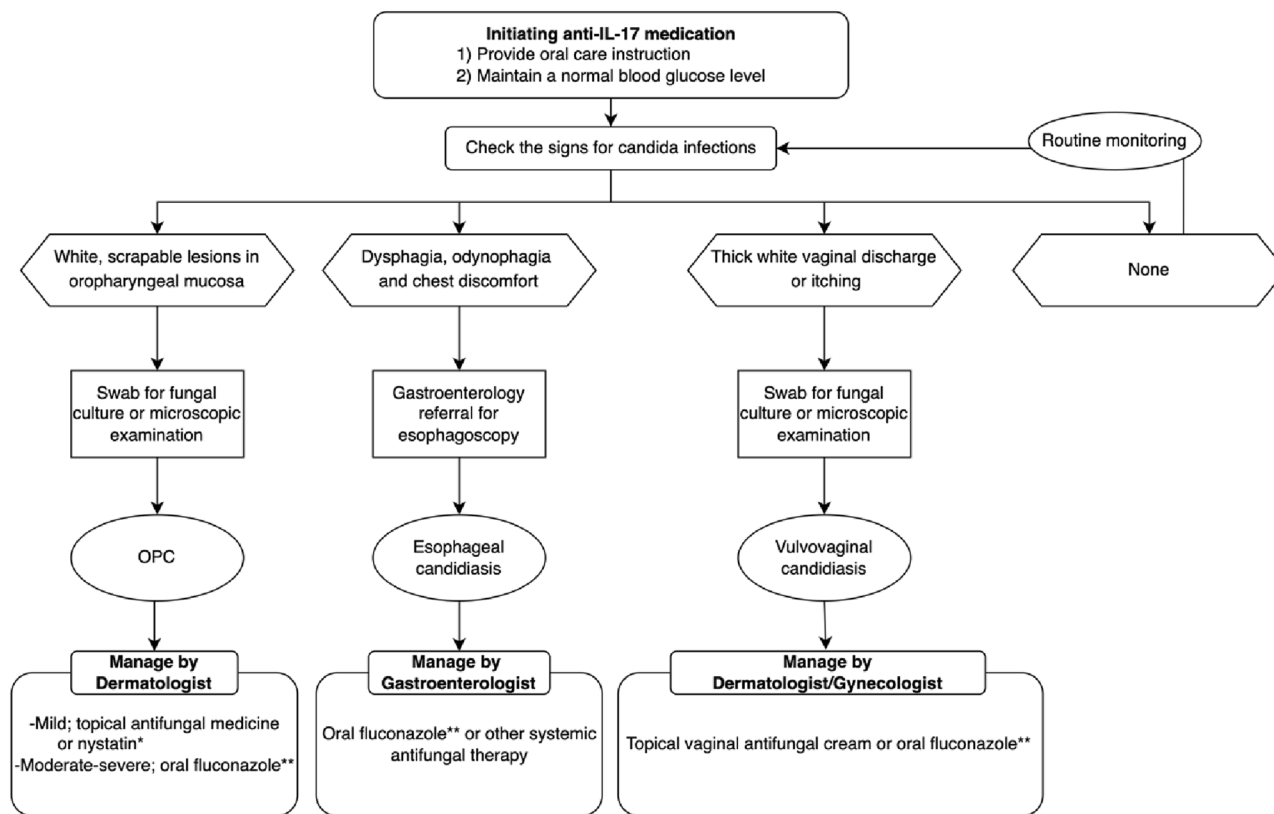 Initiating anti-IL-17 medication
1) Provide oral care instruction
2) Maintain a normal blood glucose level
Check the signs for candida infections
Routine monitoring
White, scrapable lesions in
oropharyngeal mucosa
Dysphagia, odynophagia
and chest discomfort
Thick white vaginal discharge
or itching
None
Swab for fungal
culture or microscopic
examination
Gastroenterology
referral for
esophagoscopy
Swab for fungal
culture or microscopic
examination
OPC
Esophageal
candidiasis
Vulvovaginal
candidiasis
Manage by
Dermatologist
-Mild; topical antifungal medicine
or nystatin*
-Moderate-severe; oral fluconazole**
Manage by
Gastroenterologist
Oral fluconazole** or other systemic
antifungal therapy
Manage by
Dermatologist/Gynecologist
Topical vaginal antifungal cream or oral fluconazole**